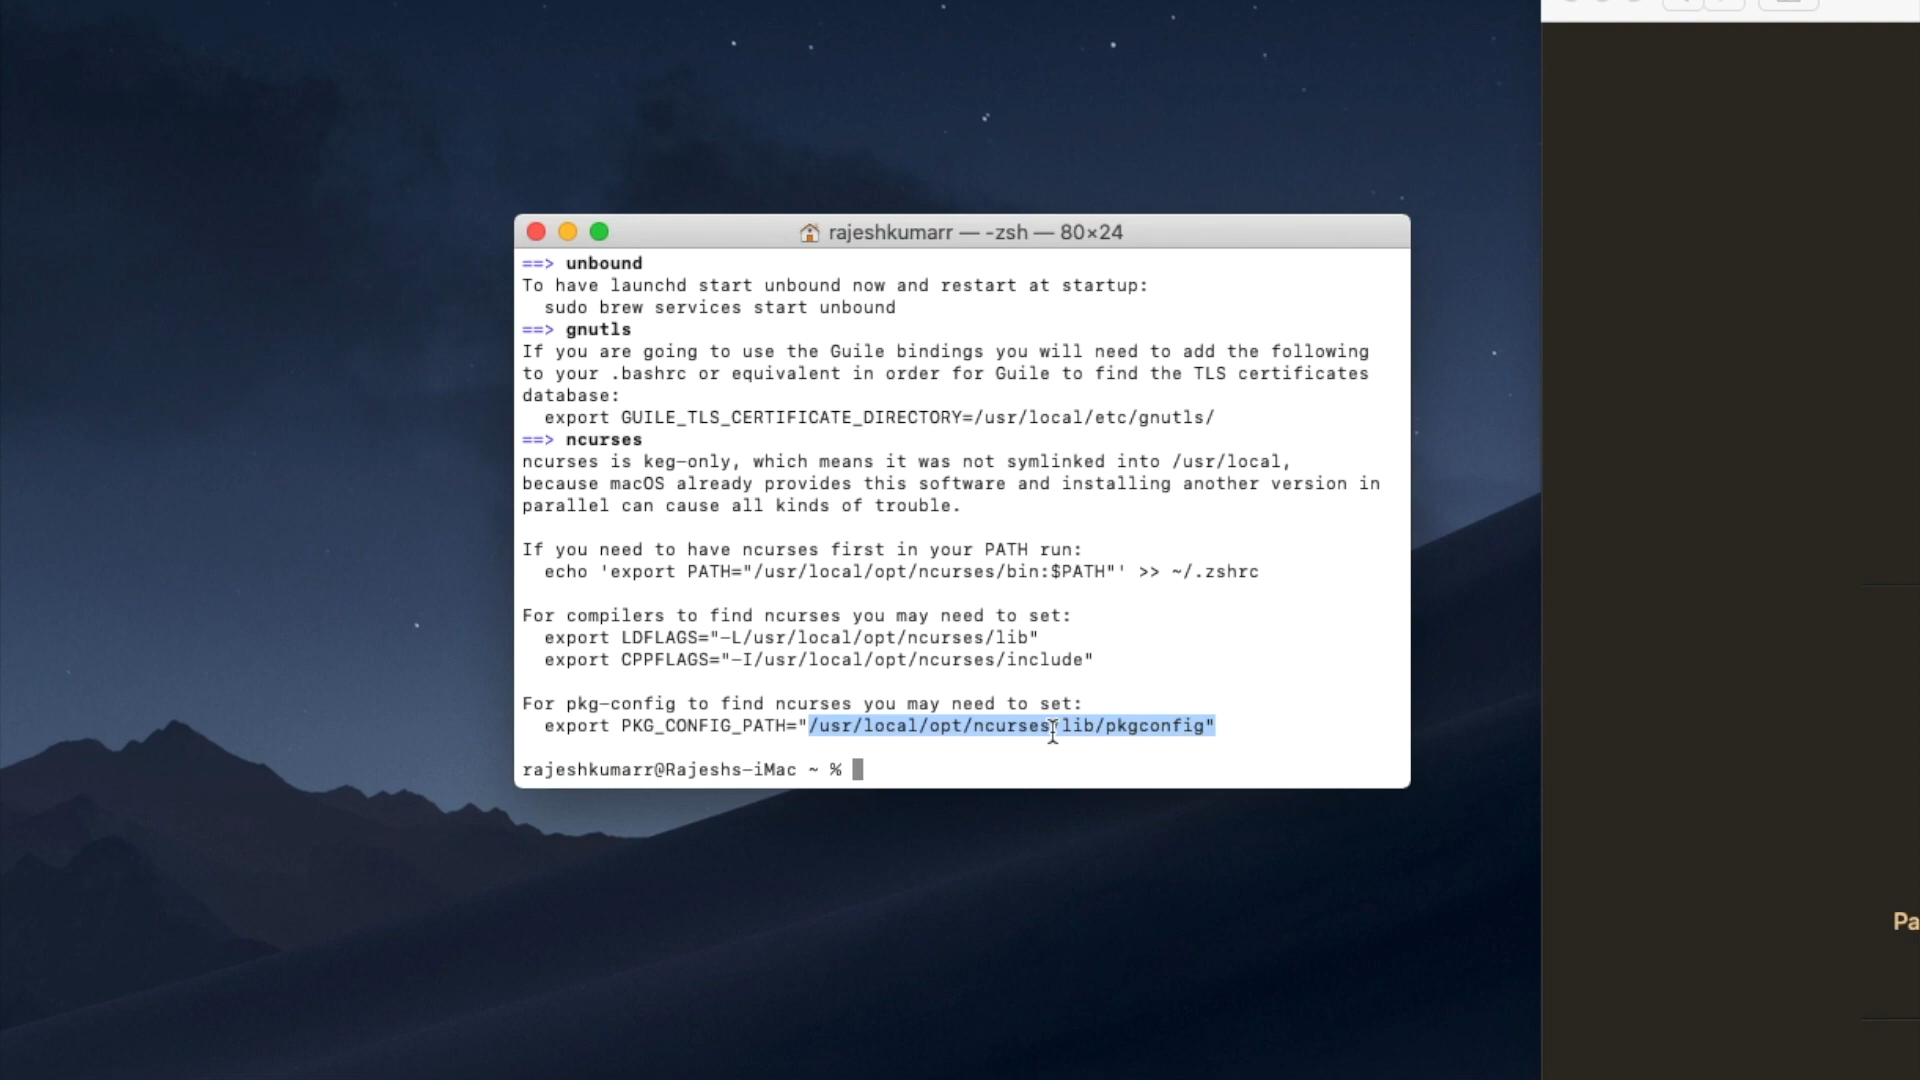 rajeshkumarr — -zsh — 80×24
==> unbound
To have launchd start unbound now and restart at startup:
  sudo brew services start unbound
==> gnutls
If you are going to use the Guile bindings you will need to add the following
to your .bashrc or equivalent in order for Guile to find the TLS certificates
database:
  export GUILE_TLS_CERTIFICATE_DIRECTORY=/usr/local/etc/gnutls/
==> ncurses
ncurses is keg-only, which means it was not symlinked into /usr/local,
because macOS already provides this software and installing another version in
parallel can cause all kinds of trouble.
If you need to have ncurses first in your PATH run:
  echo 'export PATH="/usr/local/opt/ncurses/bin:$PATH"' >> ~/.zshrc
For compilers to find ncurses you may need to set:
  export LDFLAGS="-L/usr/local/opt/ncurses/lib"
  export CPPFLAGS="-I/usr/local/opt/ncurses/include"
For pkg-config to find ncurses you may need to set:
  export PKG_CONFIG_PATH="/usr/local/opt/ncurses/lib/pkgconfig"
rajeshkumarr@Rajeshs-iMac ~ %
Pa